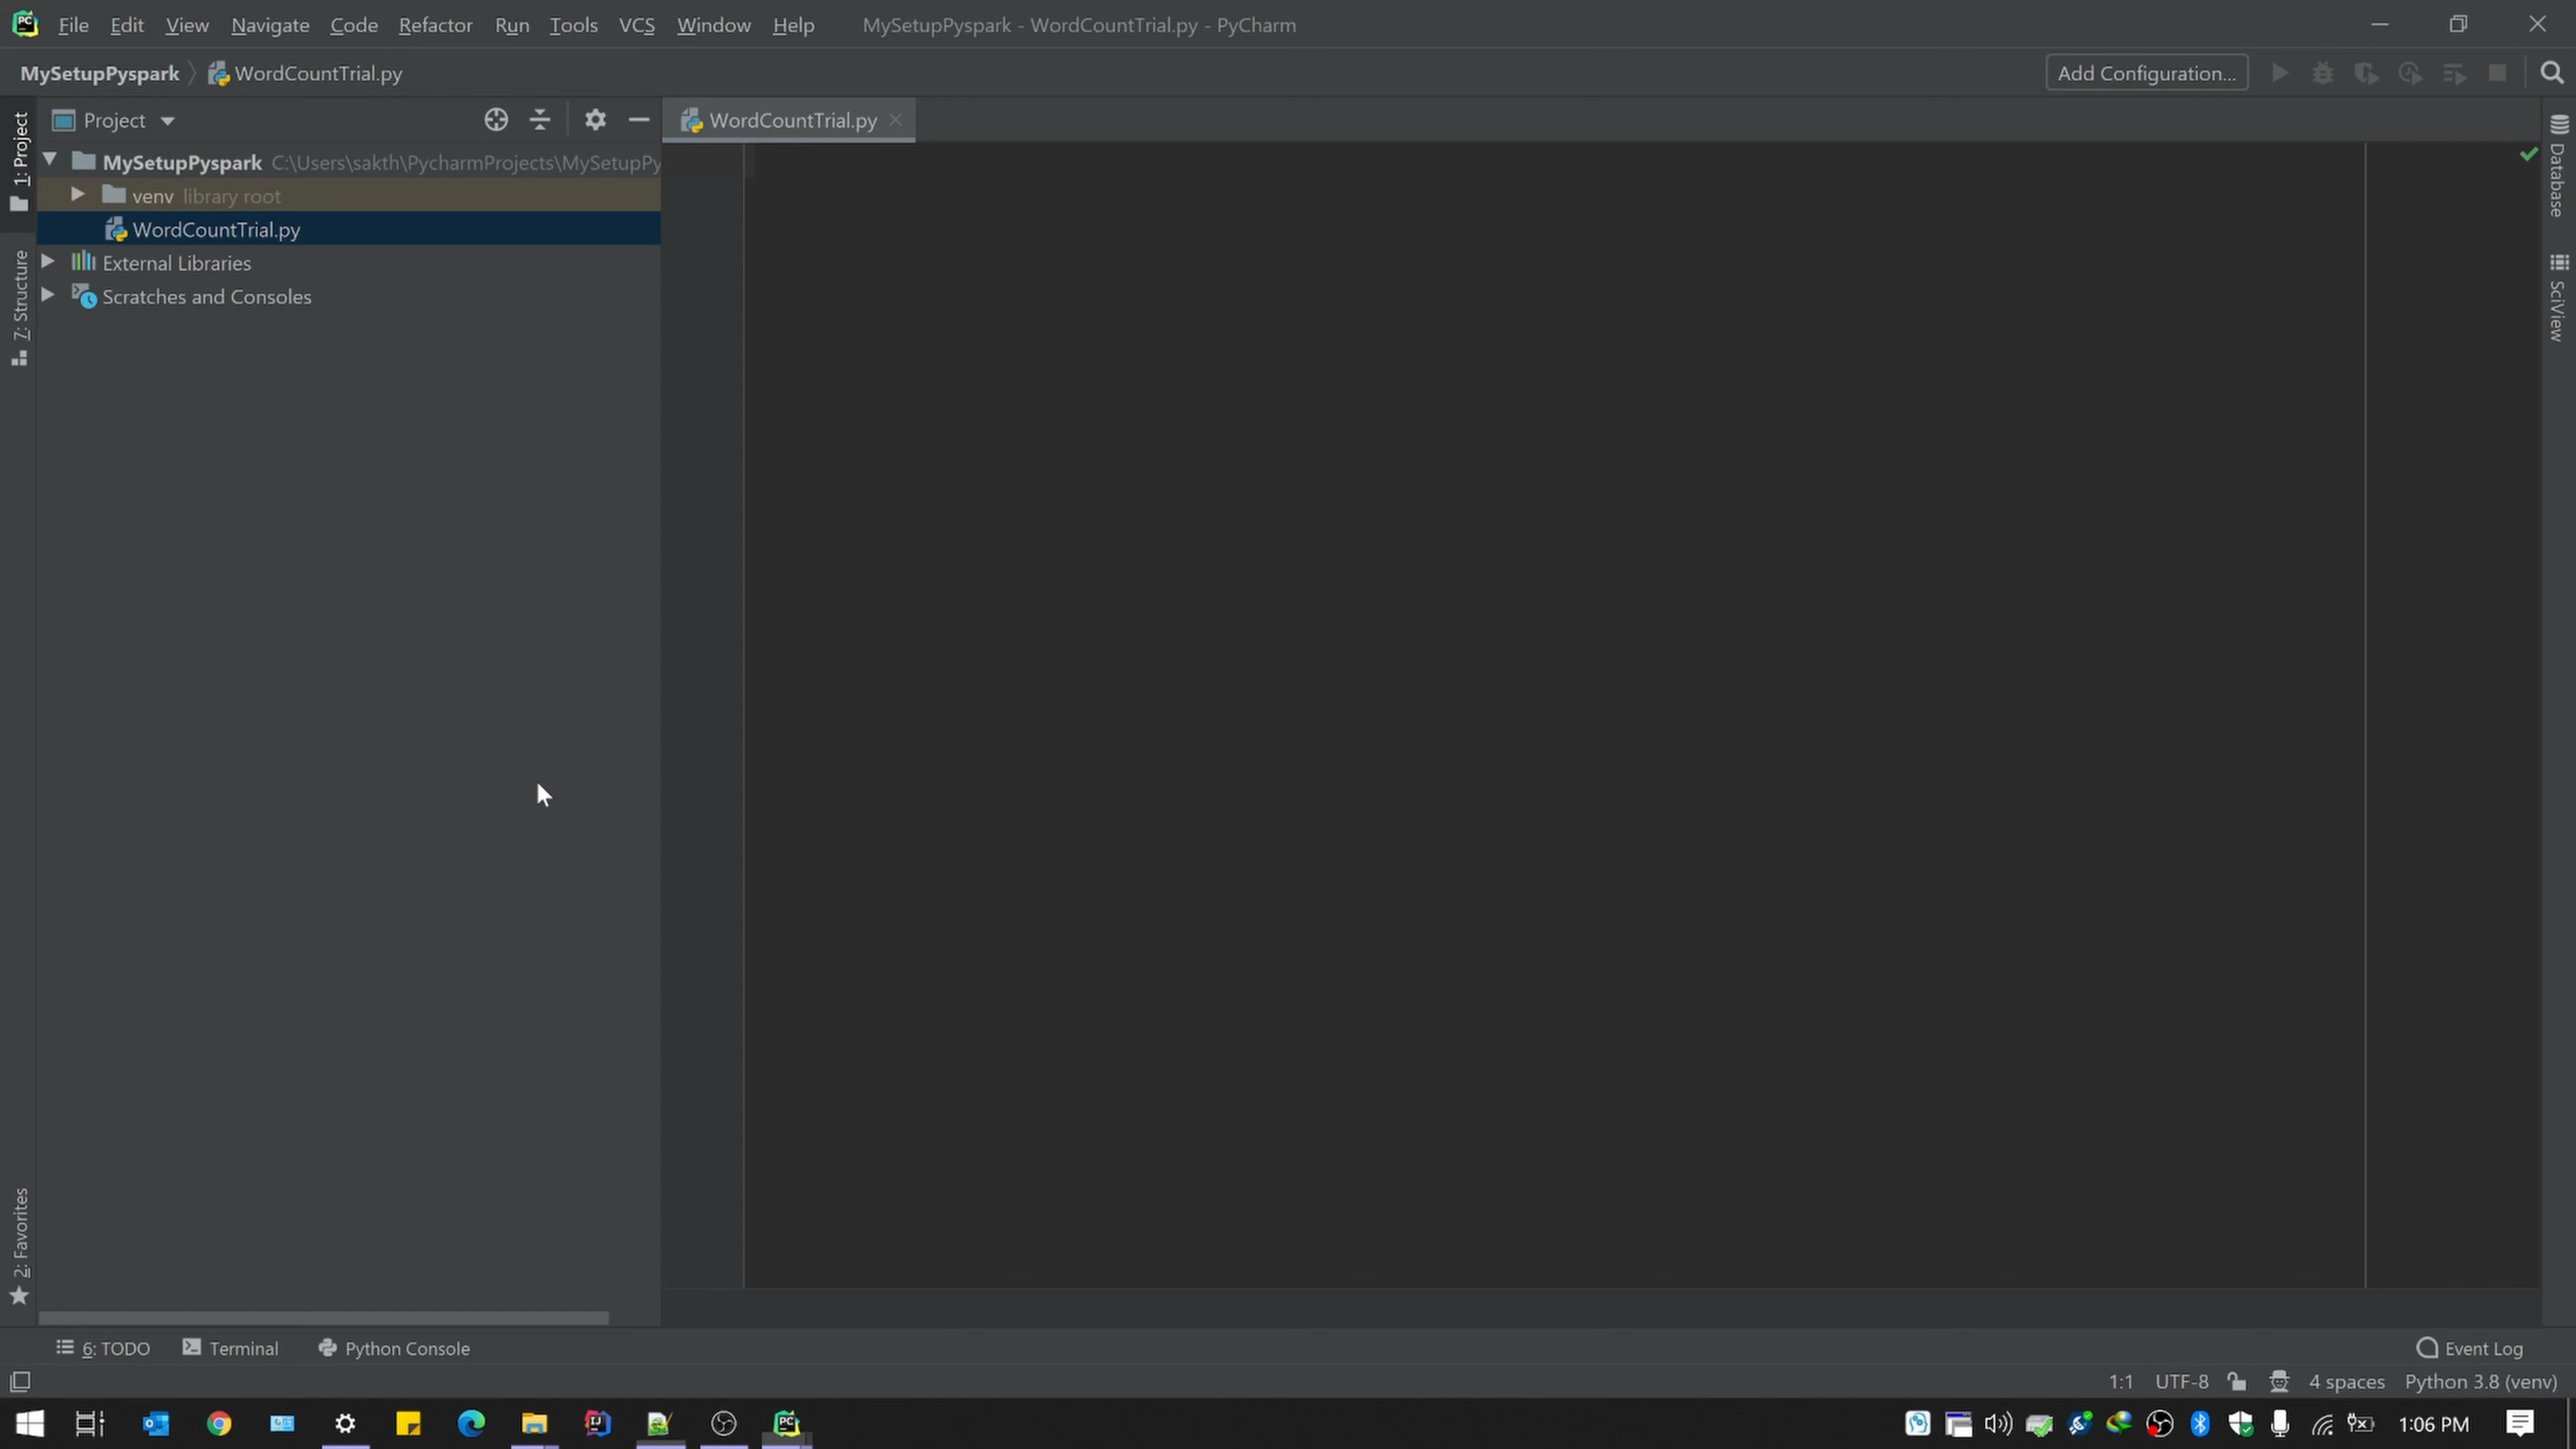 File Edit View Navigate Code Refactor Run Tools VCS Window Help MySetupPyspark - WordCountTrial.py - PyCharm
MySetupPyspark WordCountTrial.py Add Configuration...
1: Project
Project
WordCountTrial.py
MySetupPyspark C:\Users\sakth\PycharmProjects\MySetupPy
venv library root
WordCountTrial.py
External Libraries
Scratches and Consoles
7: Structure
2: Favorites
Database
SciView
6: TODO Terminal Python Console Event Log
1:1 UTF-8 4 spaces Python 3.8 (venv)
1:06 PM